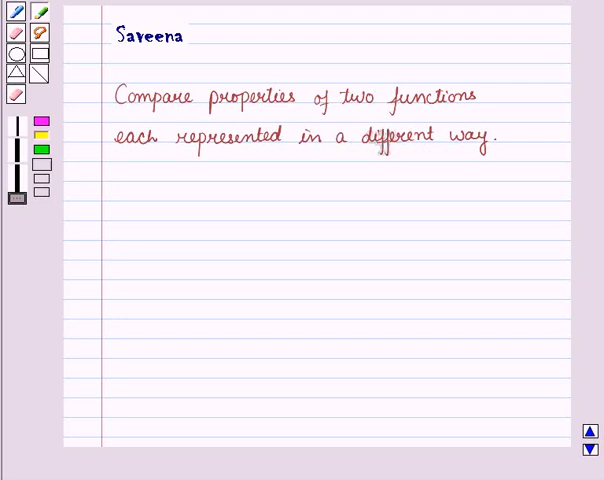 Saveena
Compare properties of two functions
each represented in a different way.